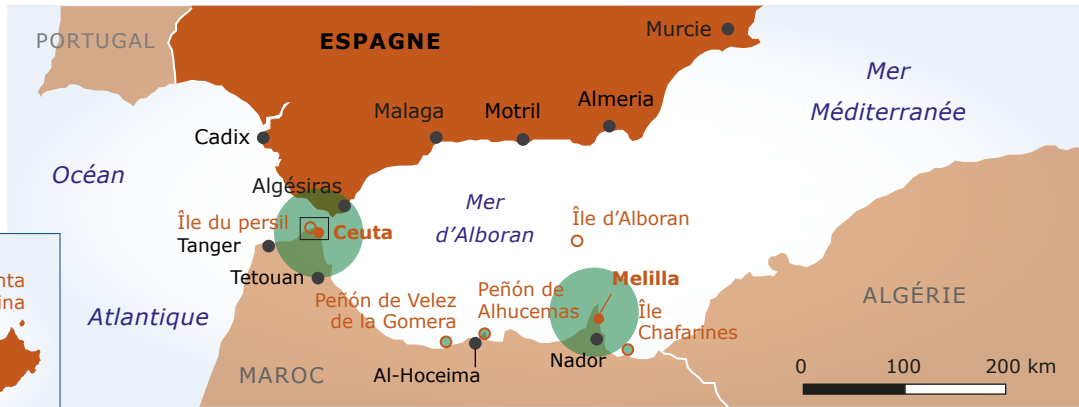 PORTUGAL
ESPAGNE
Murcie
Mer
Méditerranée
Malaga
Motril
Almeria
Cadix
Océan
Atlantique
Algésiras
Mer
d'Alboran
Île d'Alboran
Île du persil
Ceuta
Tanger
Tetouan
Peñón de Velez
de la Gomera
Peñón de
Alhucemas
Melilla
Île
Chafarines
ALGÉRIE
Nador
Al-Hoceima
MAROC
0 100 200 km
nta
ina